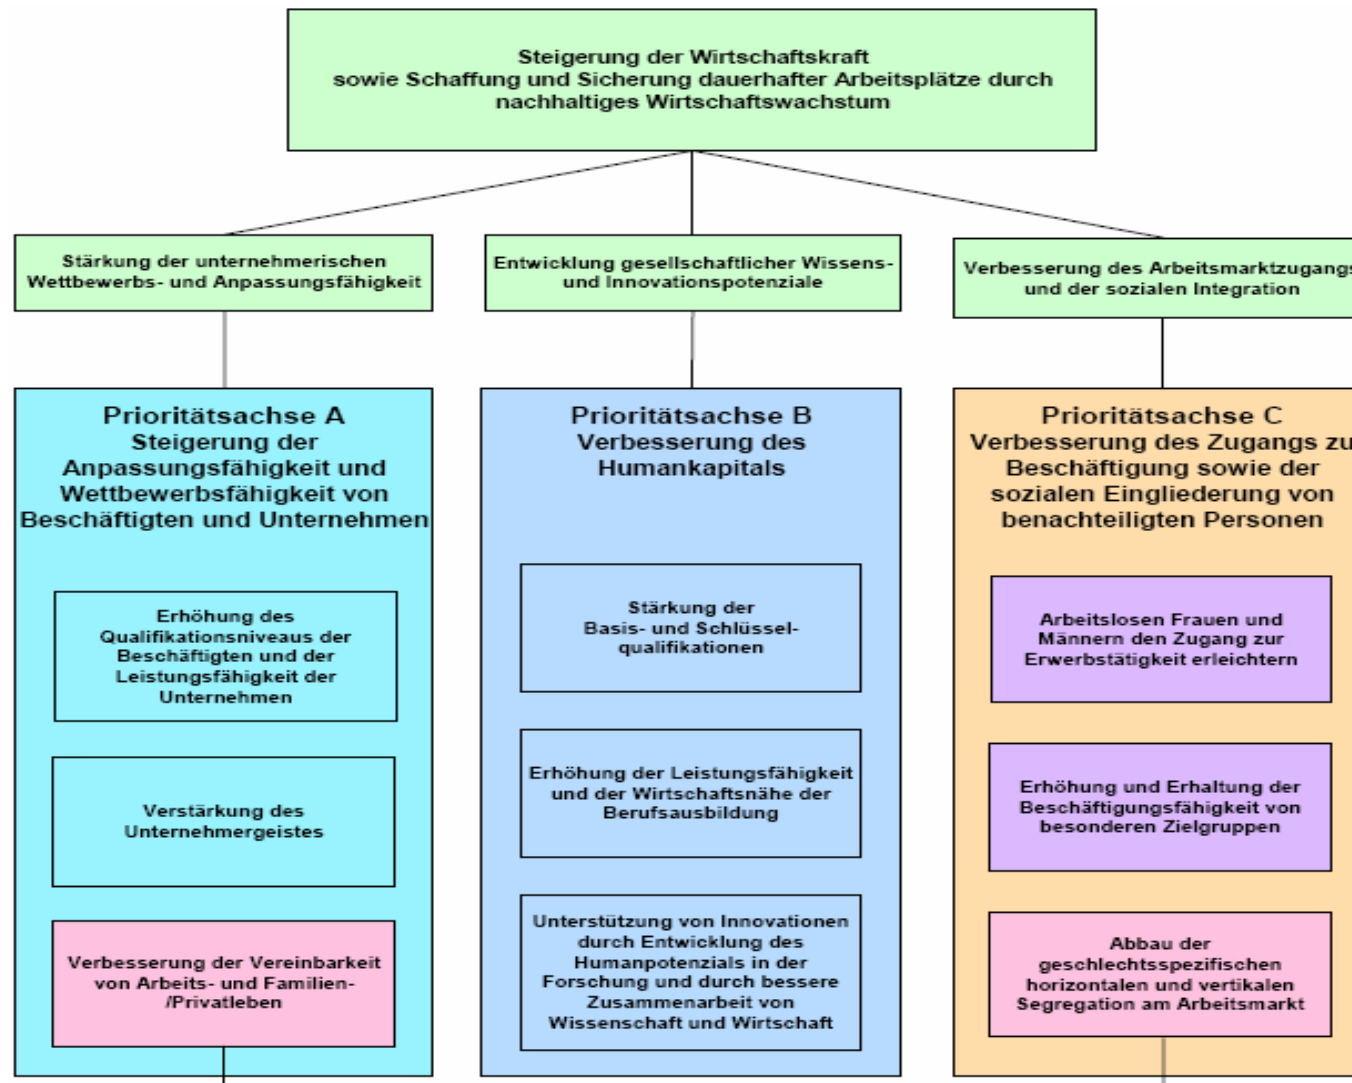 Steigerung der Wirtschaftskraft
sowie Schaffung und Sicherung dauerhafter Arbeitsplätze durch
nachhaltiges Wirtschaftswachstum
Stärkung der unternehmerischen
Wettbewerbs- und Anpassungsfähigkeit
Entwicklung gesellschaftlicher Wissens-
und Innovationspotenziale
Verbesserung des Arbeitsmarktzugangs
und der sozialen Integration
Prioritätsachse A
Steigerung der
Anpassungsfähigkeit und
Wettbewerbsfähigkeit von
Beschäftigten und Unternehmen
Erhöhung des
Qualifikationsniveaus der
Beschäftigten und der
Leistungsfähigkeit der
Unternehmen
Verstärkung des
Unternehmergeistes
Verbesserung der Vereinbarkeit
von Arbeits- und Familien-
/Privatleben
Prioritätsachse B
Verbesserung des
Humankapitals
Stärkung der
Basis- und Schlüssel-
qualifikationen
Erhöhung der Leistungsfähigkeit
und der Wirtschaftsnähe der
Berufsausbildung
Unterstützung von Innovationen
durch Entwicklung des
Humanpotenzials in der
Forschung und durch bessere
Zusammenarbeit von
Wissenschaft und Wirtschaft
Prioritätsachse C
Verbesserung des Zugangs zu
Beschäftigung sowie der
sozialen Eingliederung von
benachteiligten Personen
Arbeitslosen Frauen und
Männern den Zugang zur
Erwerbstätigkeit erleichtern
Erhöhung und Erhaltung der
Beschäftigungsfähigkeit von
besonderen Zielgruppen
Abbau der
geschlechtsspezifischen
horizontalen und vertikalen
Segregation am Arbeitsmarkt